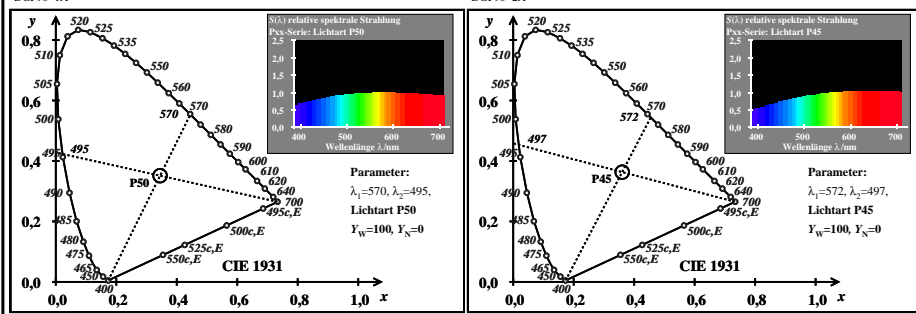 y
520
525
535
550
560
570
570
580
590
600
610
620
640
700
510
505
500
495
495
490
485
480
475
465
450
400
P50
495c,E
500c,E
525c,E
550c,E
CIE 1931
0,8
0,6
0,4
0,2
0,0
0,0 0,2 0,4 0,6 0,8 1,0
x
S(λ) relative spektrale Strahlung
Pxx-Serie: Lichtart P50
2,5
2,0
1,5
1,0
0,5
0,0
400 500 600 700
Wellenlänge λ/nm
Parameter:
λ1=570, λ2=495,
Lichtart P50
YW=100, YN=0
y
520
525
535
550
560
570
572
580
590
600
610
620
640
700
510
505
500
497
495
490
485
480
475
465
450
400
P45
495c,E
500c,E
525c,E
550c,E
CIE 1931
0,8
0,6
0,4
0,2
0,0
0,0 0,2 0,4 0,6 0,8 1,0
x
S(λ) relative spektrale Strahlung
Pxx-Serie: Lichtart P45
2,5
2,0
1,5
1,0
0,5
0,0
400 500 600 700
Wellenlänge λ/nm
Parameter:
λ1=572, λ2=497,
Lichtart P45
YW=100, YN=0